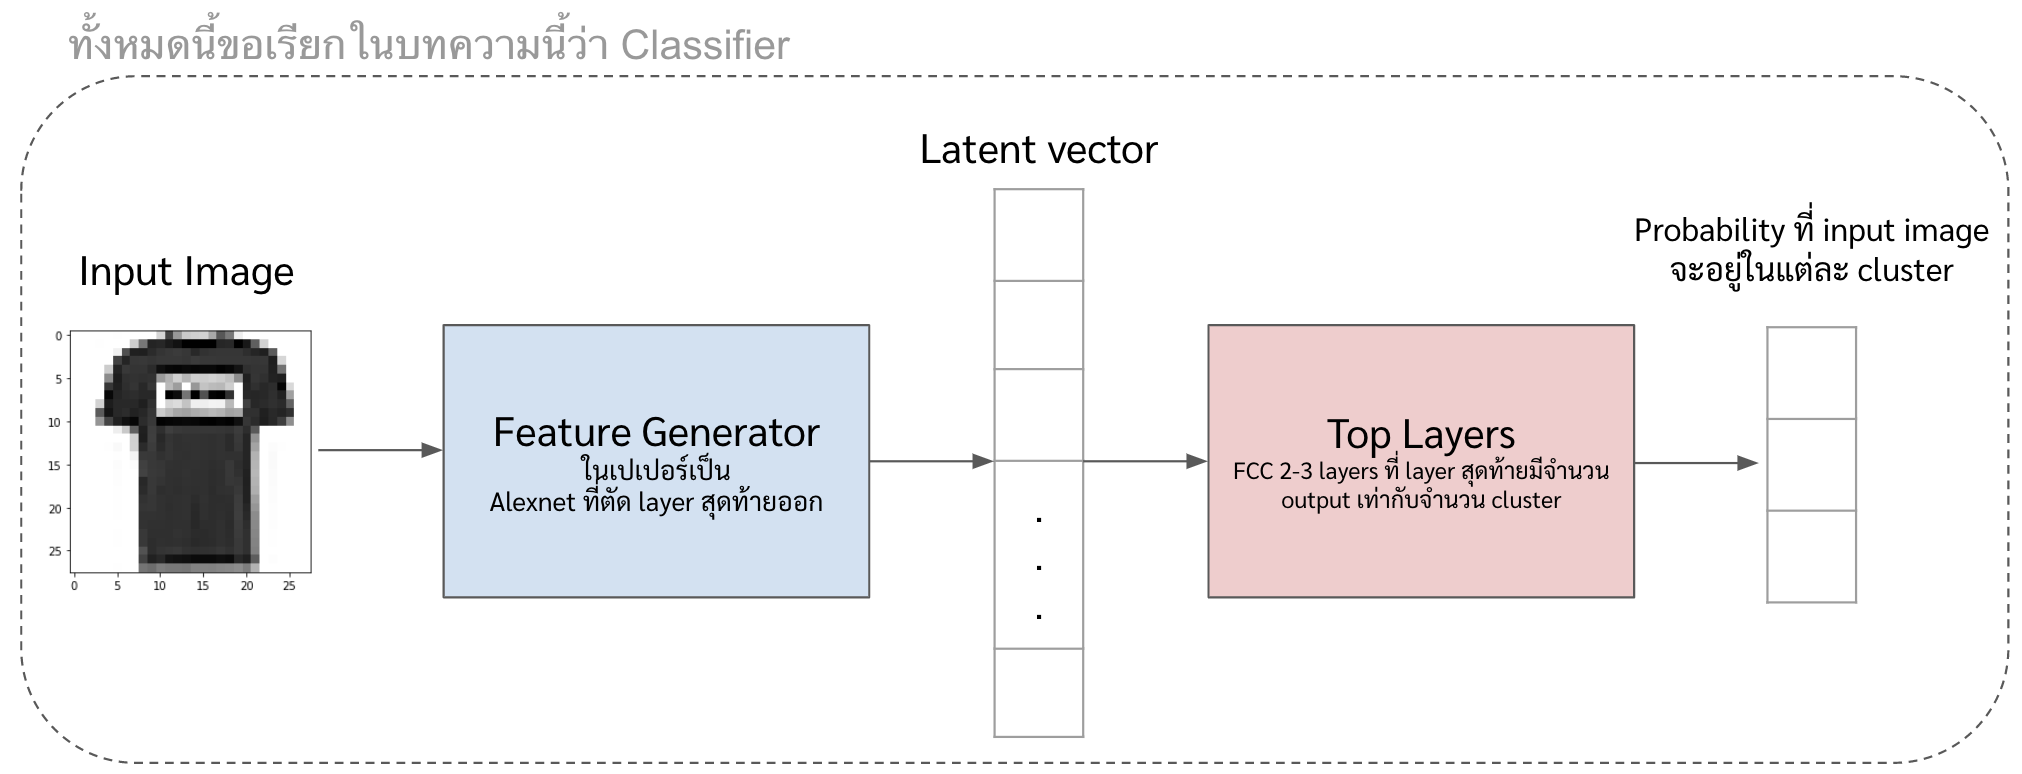 ทั้งหมดนี้ขอเรียกในบทความนี้ว่า Classifier
Latent vector
Probability ที่ input image
จะอยู่ในแต่ละ cluster
Input Image
0
5
10
15
20
25
0 5 10 15 20 25
Feature Generator
ในเปเปอร์เป็น
Alexnet ที่ตัด layer สุดท้ายออก
.
.
.
Top Layers
FCC 2-3 layers ที่ layer สุดท้ายมีจำนวน
output เท่ากับจำนวน cluster